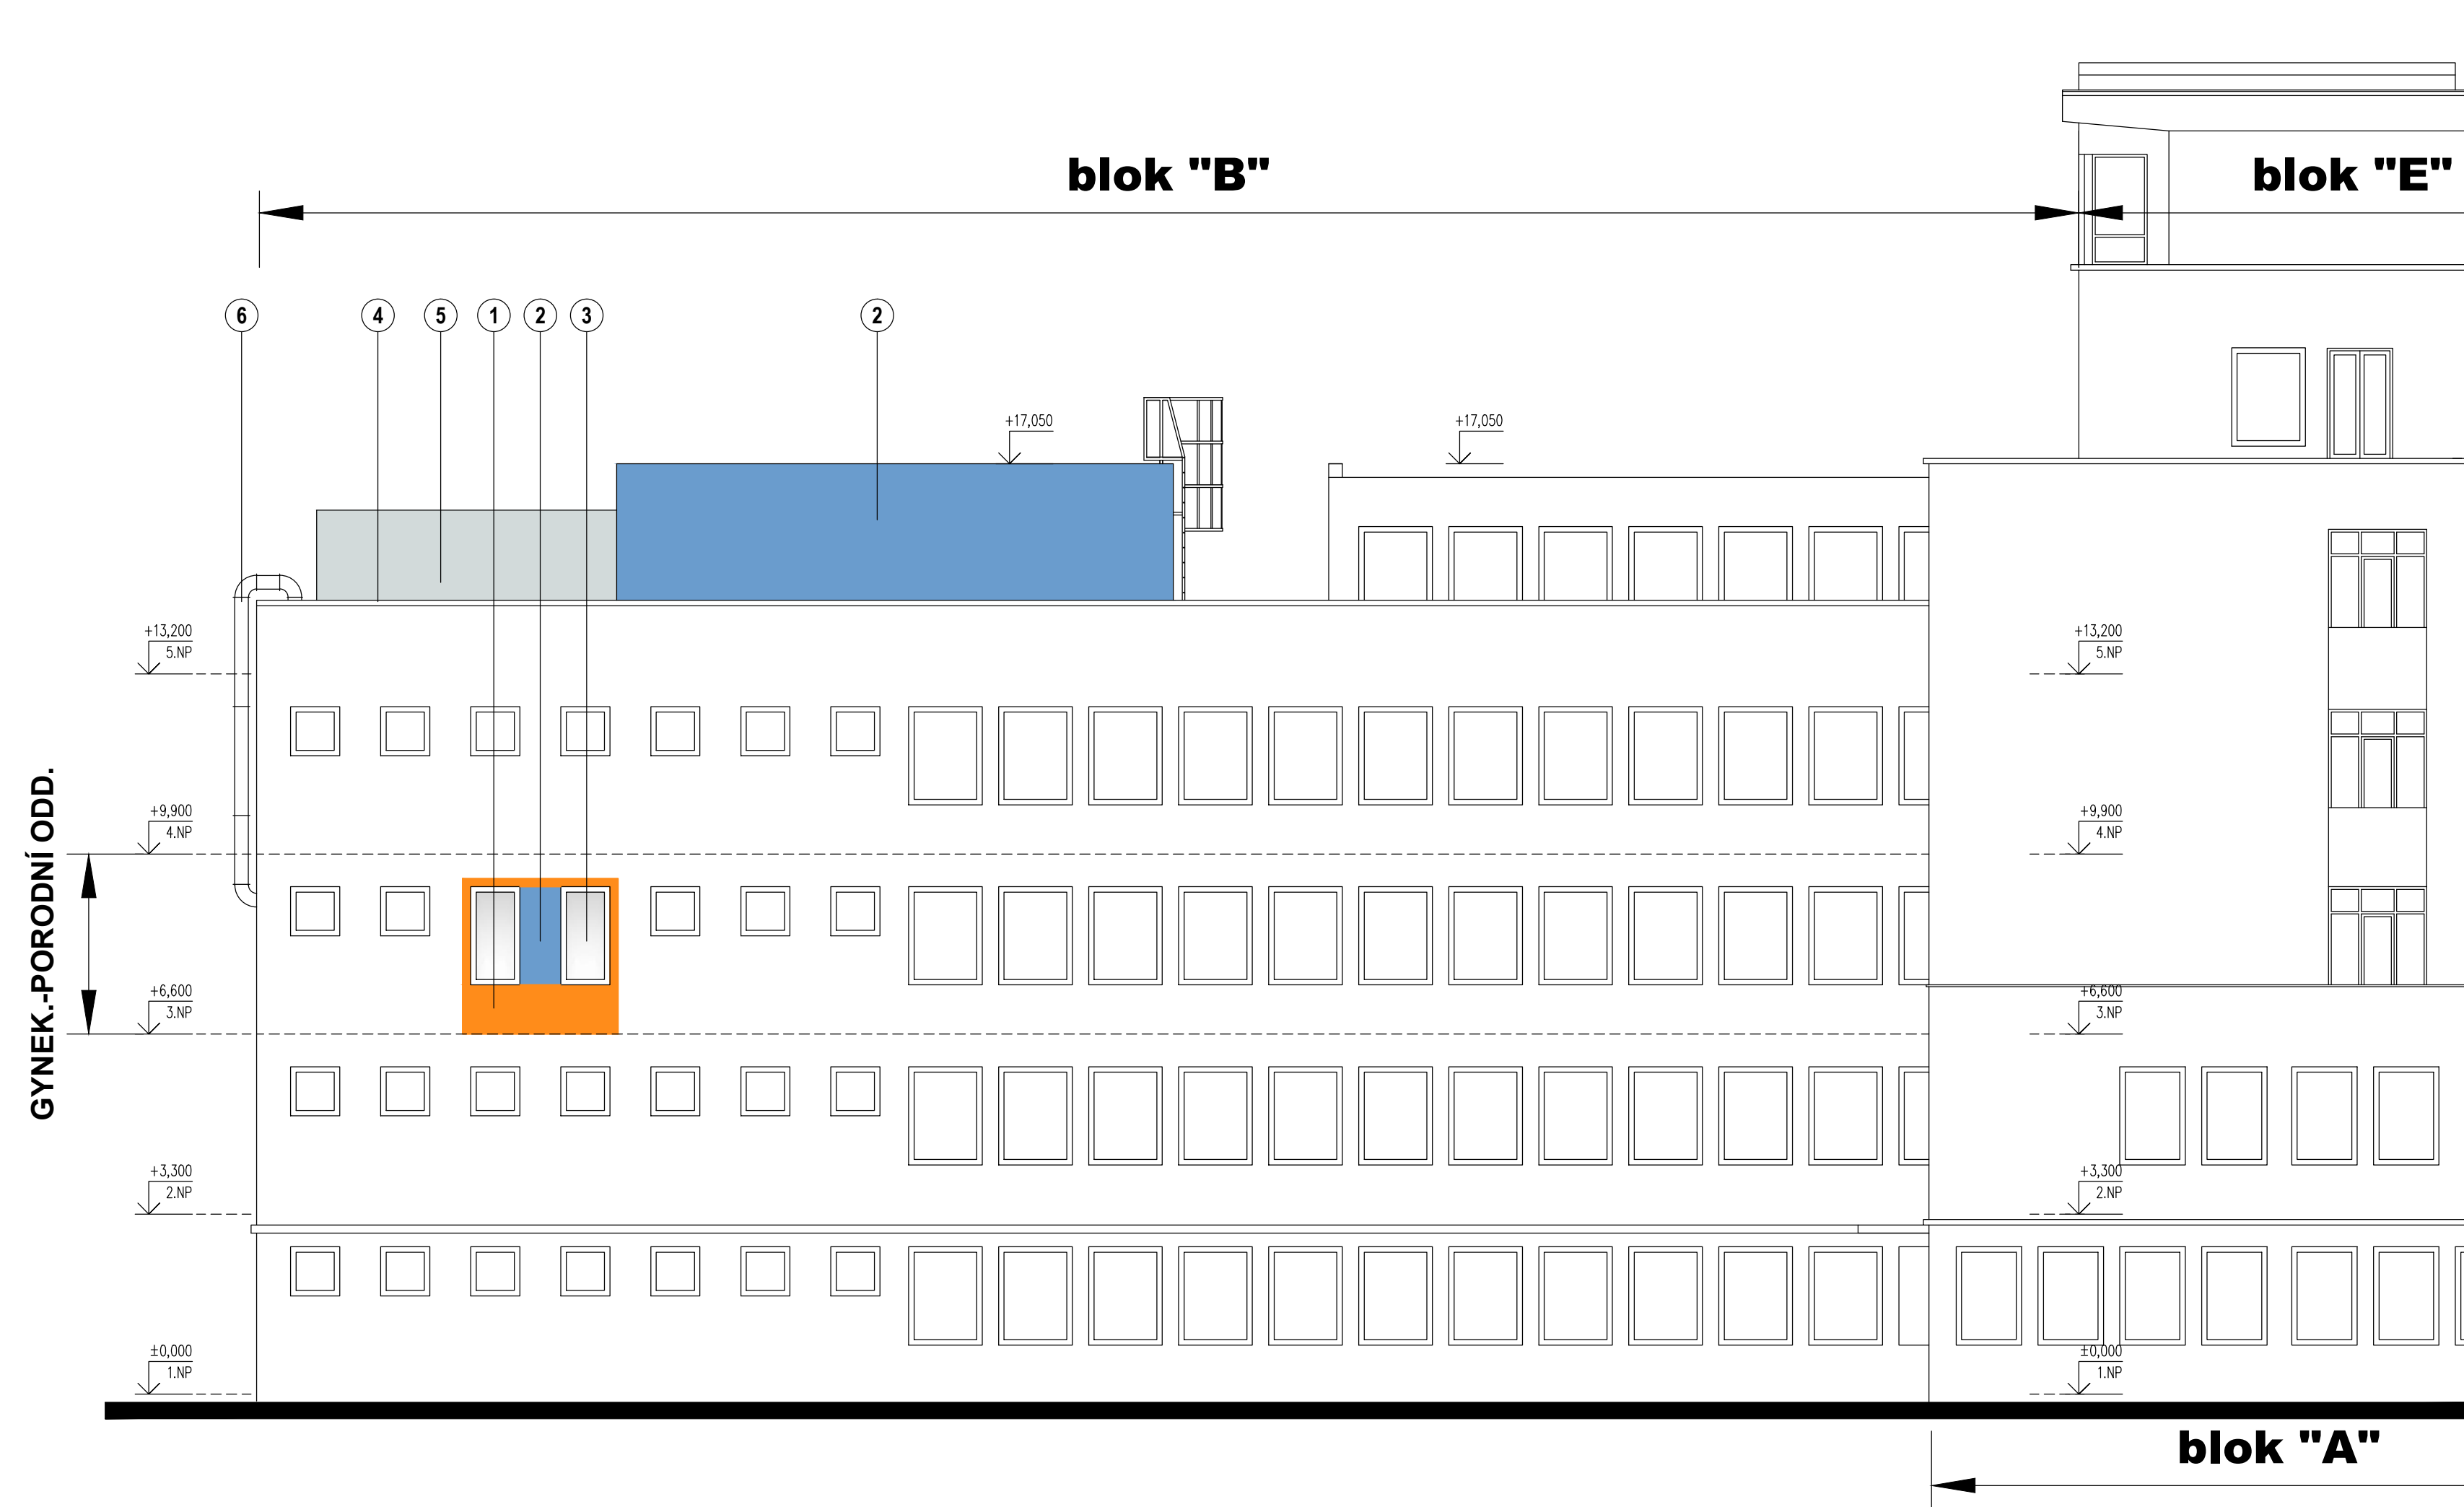 blok "B"
blok "E"
6
4
5
1
2
3
2
+17,050
+17,050
+13,200
5.NP
+13,200
5.NP
+9,900
4.NP
+9,900
4.NP
GYNEK.-PORODNÍ ODD.
+6,600
3.NP
+6,600
3.NP
+3,300
2.NP
+3,300
2.NP
±0,000
1.NP
±0,000
1.NP
blok "A"